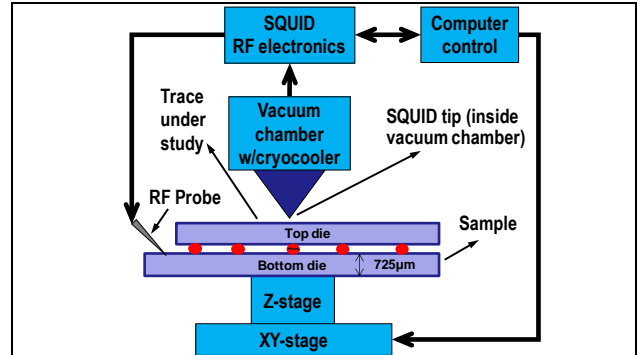 SQUID
RF electronics
Computer
control
Trace
under
study
Vacuum
chamber
w/cryocooler
SQUID tip (inside
vacuum chamber)
RF Probe
Sample
Top die
Bottom die
725µm
Z-stage
XY-stage